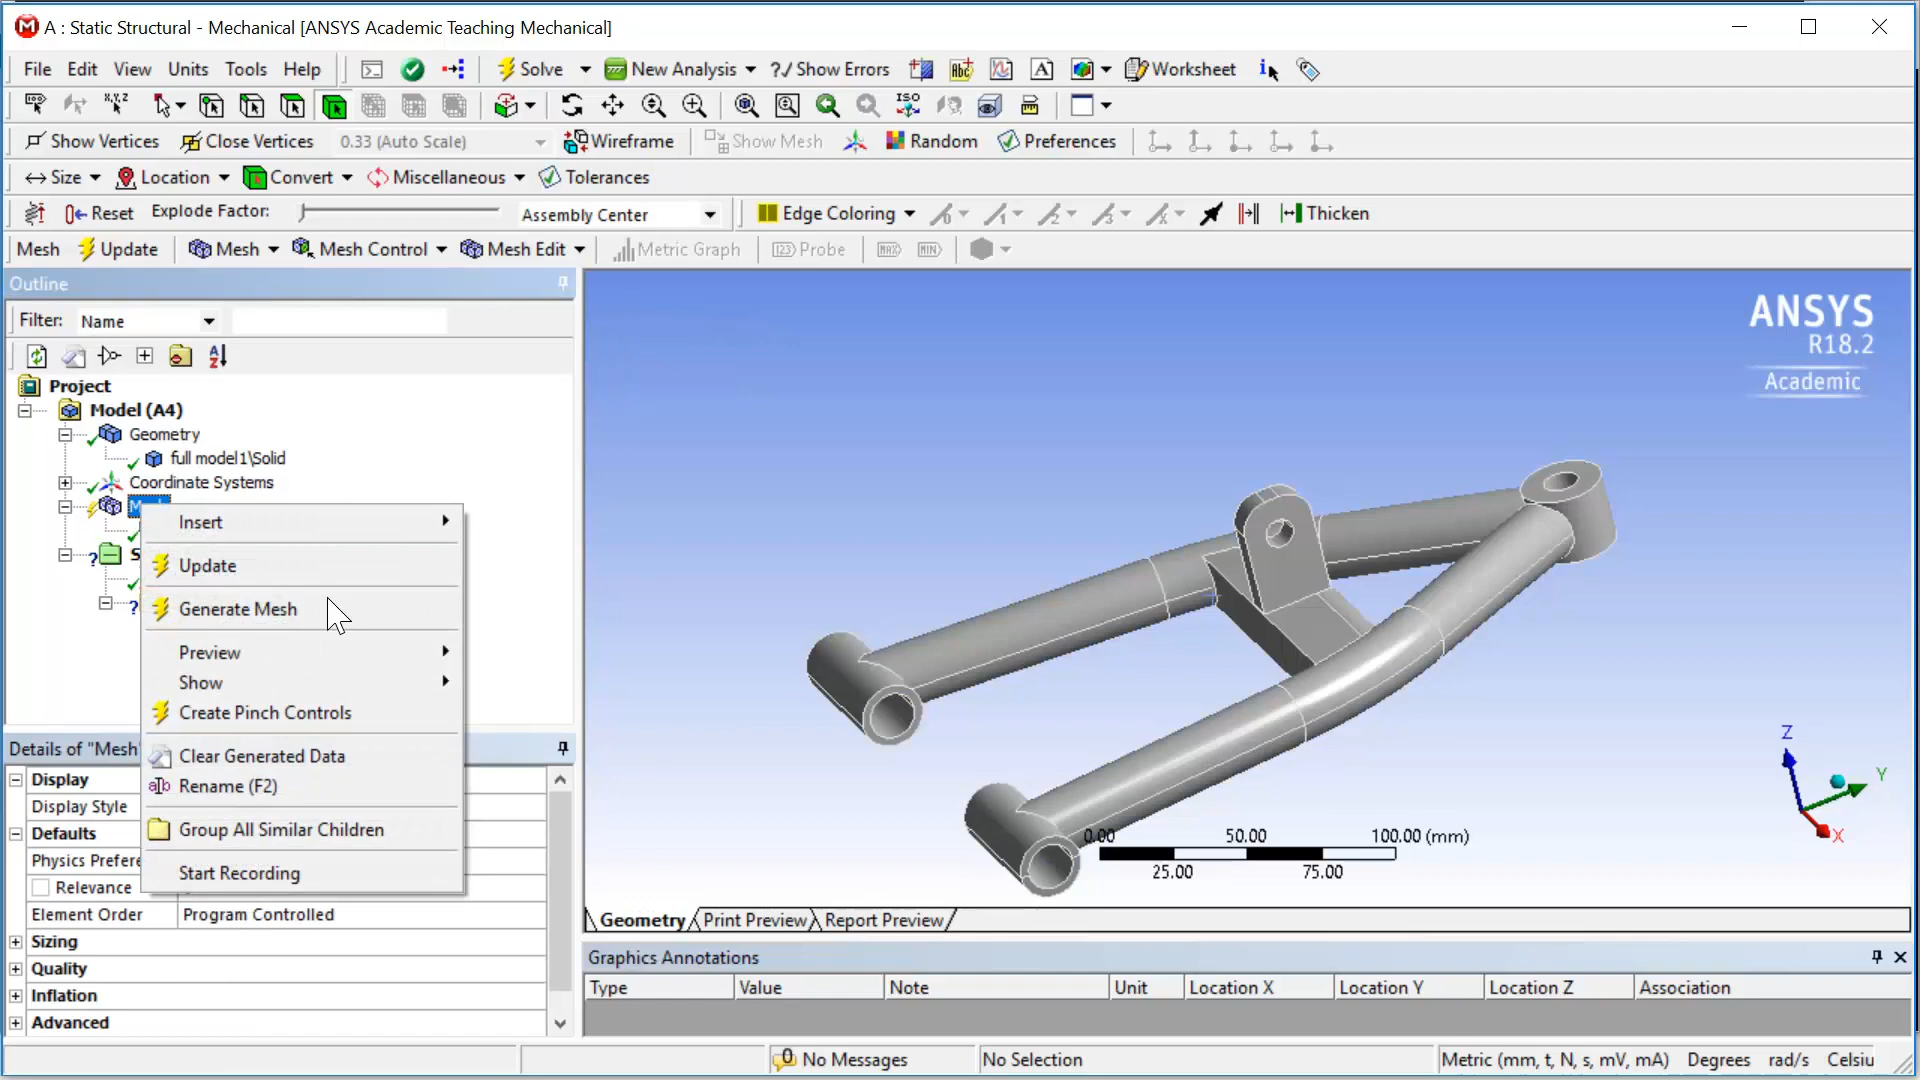 A : Static Structural - Mechanical [ANSYS Academic Teaching Mechanical]
File Edit View Units Tools Help Solve New Analysis ?/ Show Errors Abc A Worksheet i
X,Y,Z ISO
Show Vertices Close Vertices 0.33 (Auto Scale) Wireframe Show Mesh Random Preferences
Size Location Convert Miscellaneous Tolerances
Reset Explode Factor: Assembly Center Edge Coloring Thicken
Mesh Update Mesh Mesh Control Mesh Edit Metric Graph Probe MAX MIN
Outline
Filter: Name
Project
Model (A4)
Geometry
full model1\Solid
Coordinate Systems
Insert
Update
Generate Mesh
Preview
Show
Create Pinch Controls
Clear Generated Data
Rename (F2)
Group All Similar Children
Start Recording
Details of "Mesh"
Display
Display Style
Defaults
Physics Prefere
Relevance
Element Order Program Controlled
Sizing
Quality
Inflation
Advanced
ANSYS
R18.2
Academic
Z
Y
X
0.00 50.00 100.00 (mm)
25.00 75.00
Geometry Print Preview Report Preview
Graphics Annotations
Type Value Note Unit Location X Location Y Location Z Association
0 No Messages No Selection Metric (mm, t, N, s, mV, mA) Degrees rad/s Celsiu